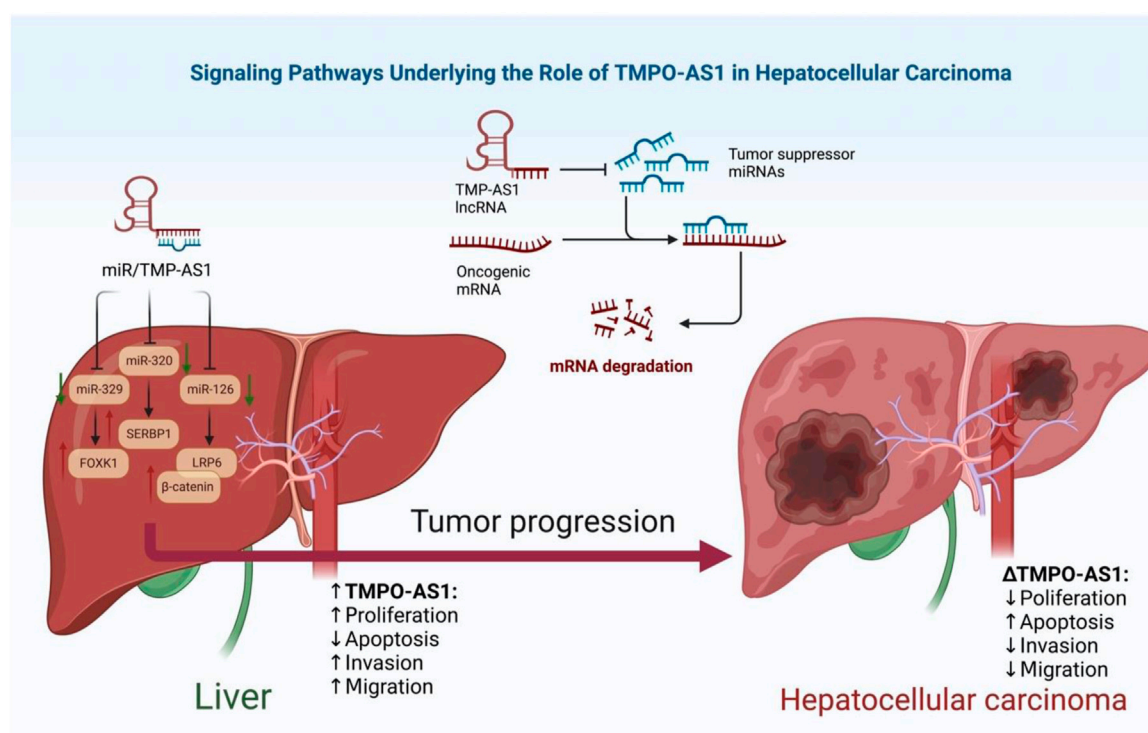 Signaling Pathways Underlying the Role of TMPO-AS1 in Hepatocellular Carcinoma
TMP-AS1
lncRNA
Tumor suppressor
miRNAs
Oncogenic
mRNA
mRNA degradation
miR/TMP-AS1
miR-320
miR-329
miR-126
SERBP1
FOXK1
LRP6
β-catenin
Tumor progression
↑TMPO-AS1:
↑Proliferation
↓Apoptosis
↑Invasion
↑Migration
Liver
ΔTMPO-AS1:
↓Poliferation
↑Apoptosis
↓Invasion
↓Migration
Hepatocellular carcinoma